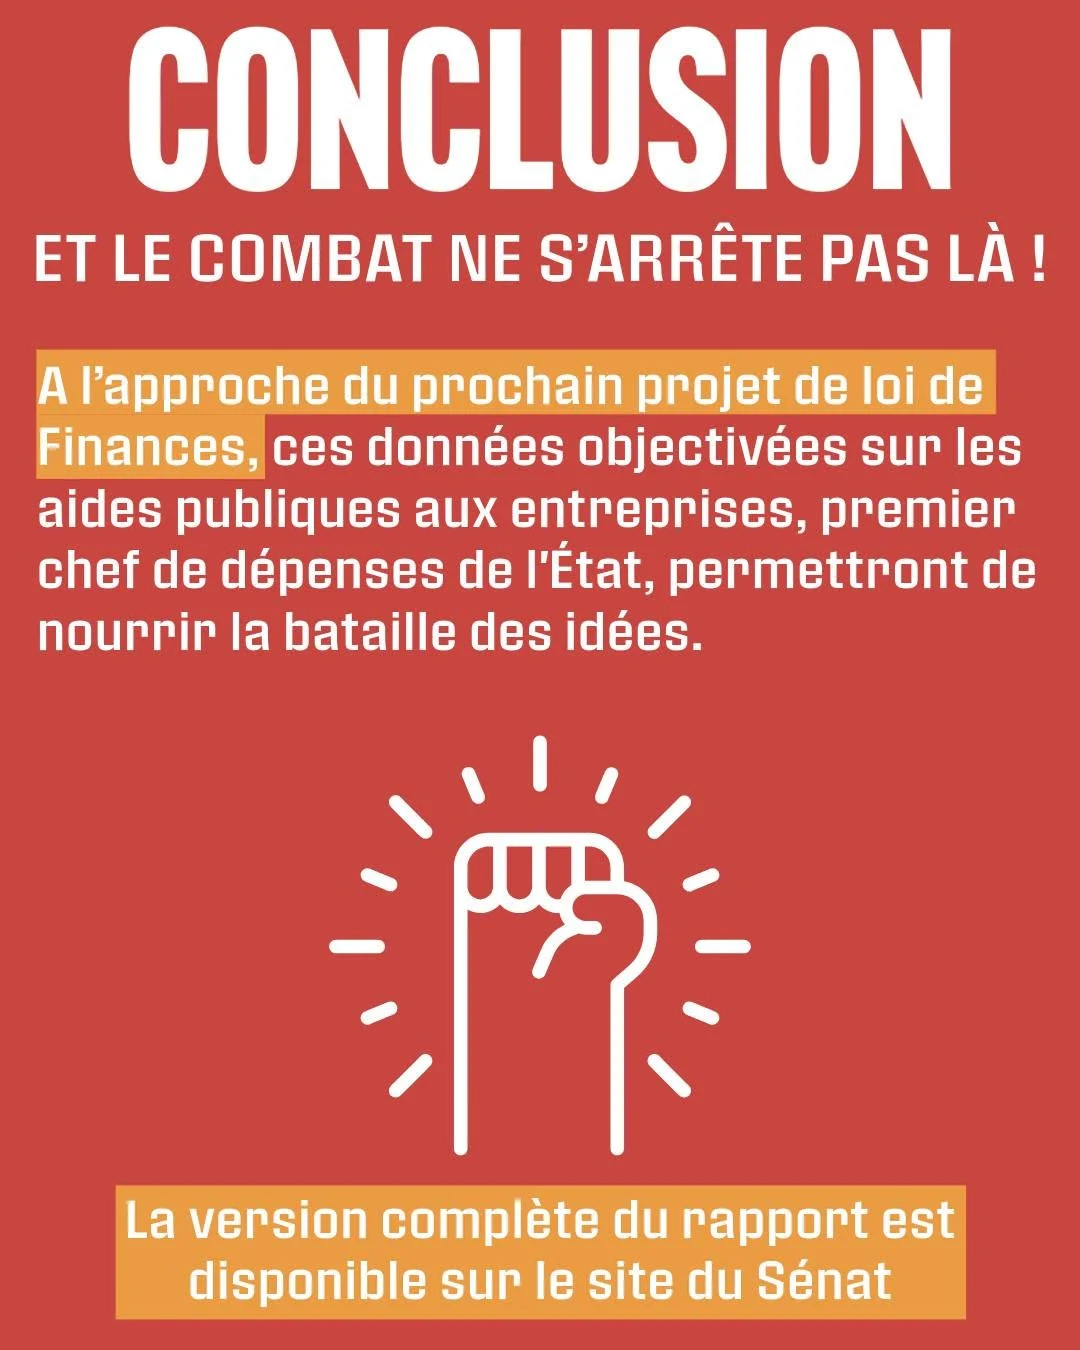 CONCLUSION
ET LE COMBAT NE S’ARRÊTE PAS LÀ !
A l’approche du prochain projet de loi de
Finances, ces données objectivées sur les
aides publiques aux entreprises, premier
chef de dépenses de l'État, permettront de
nourrir la bataille des idées.
La version complète du rapport est
disponible sur le site du Sénat